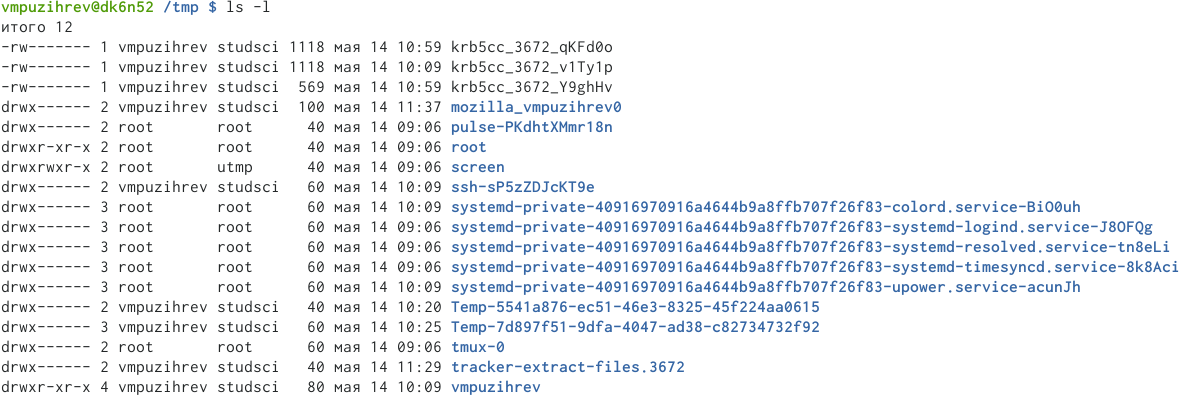 vmpuzihrev@dk6n52 /tmp $ ls -l
итого 12
-rw------- 1 vmpuzihrev studsci 1118 мая 14 10:59 krb5cc_3672_qKFd0o
-rw------- 1 vmpuzihrev studsci 1118 мая 14 10:09 krb5cc_3672_v1Ty1p
-rw------- 1 vmpuzihrev studsci  569 мая 14 10:59 krb5cc_3672_Y9ghHv
drwx------ 2 vmpuzihrev studsci  100 мая 14 11:37 mozilla_vmpuzihrev0
drwx------ 2 root       root      40 мая 14 09:06 pulse-PKdhtXMmr18n
drwxr-xr-x 2 root       root      40 мая 14 09:06 root
drwxrwxr-x 2 root       utmp      40 мая 14 09:06 screen
drwx------ 2 vmpuzihrev studsci   60 мая 14 10:09 ssh-sP5zZDJcKT9e
drwx------ 3 root       root      60 мая 14 10:09 systemd-private-40916970916a4644b9a8ffb707f26f83-colord.service-BiO0uh
drwx------ 3 root       root      60 мая 14 09:06 systemd-private-40916970916a4644b9a8ffb707f26f83-systemd-logind.service-J8OFQg
drwx------ 3 root       root      60 мая 14 09:06 systemd-private-40916970916a4644b9a8ffb707f26f83-systemd-resolved.service-tn8eLi
drwx------ 3 root       root      60 мая 14 09:06 systemd-private-40916970916a4644b9a8ffb707f26f83-systemd-timesyncd.service-8k8Aci
drwx------ 3 root       root      60 мая 14 10:09 systemd-private-40916970916a4644b9a8ffb707f26f83-upower.service-acunJh
drwx------ 2 vmpuzihrev studsci   40 мая 14 10:20 Temp-5541a876-ec51-46e3-8325-45f224aa0615
drwx------ 3 vmpuzihrev studsci   60 мая 14 10:25 Temp-7d897f51-9dfa-4047-ad38-c82734732f92
drwx------ 2 root       root      60 мая 14 09:06 tmux-0
drwx------ 2 vmpuzihrev studsci   40 мая 14 11:29 tracker-extract-files.3672
drwxr-xr-x 4 vmpuzihrev studsci   80 мая 14 10:09 vmpuzihrev